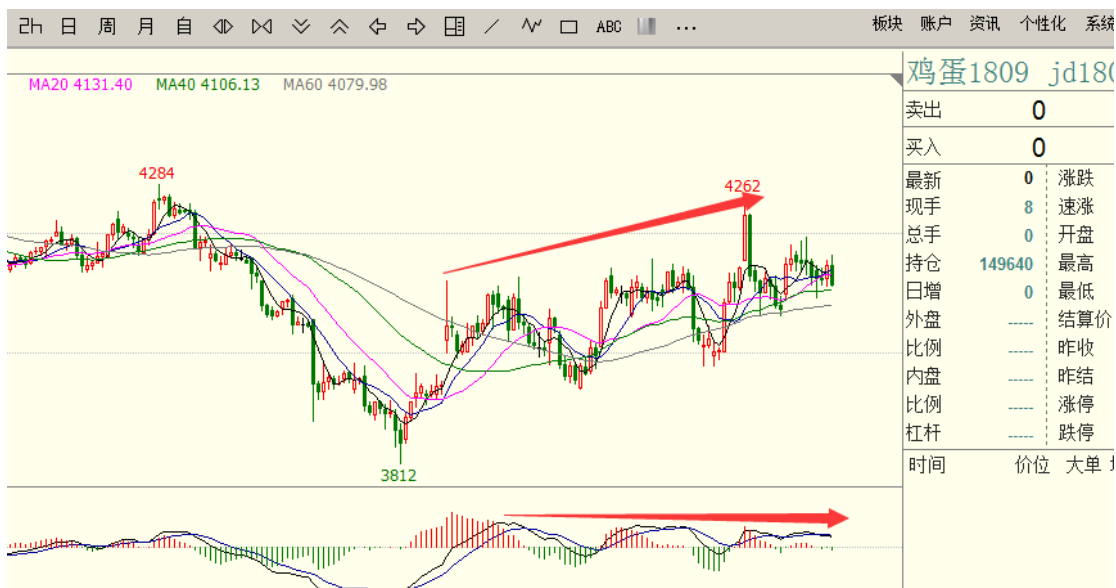 2h 日 周 月 自 ABC ... 板块 账户 资讯 个性化 系统
MA20 4131.40 MA40 4106.13 MA60 4079.98
鸡蛋1809 jd180
卖出 0
买入 0
4284
4262
3812
最新 0 涨跌
现手 8 速涨
总手 0 开盘
持仓 149640 最高
日增 0 最低
外盘 ----- 结算价
比例 ----- 昨收
内盘 ----- 昨结
比例 ----- 涨停
杠杆 ----- 跌停
时间 价位 大单